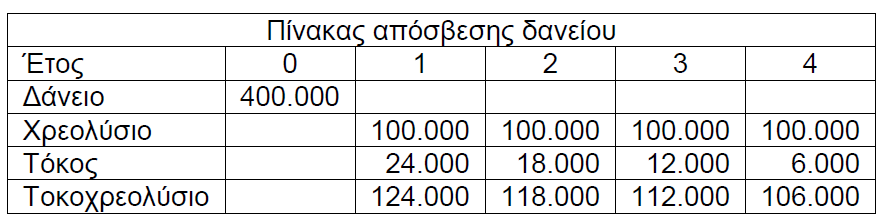 Πίνακας απόσβεσης δανείου
Έτος 0 1 2 3 4
Δάνειο 400.000
Χρεολύσιο 100.000 100.000 100.000 100.000
Τόκος 24.000 18.000 12.000 6.000
Τοκοχρεολύσιο 124.000 118.000 112.000 106.000